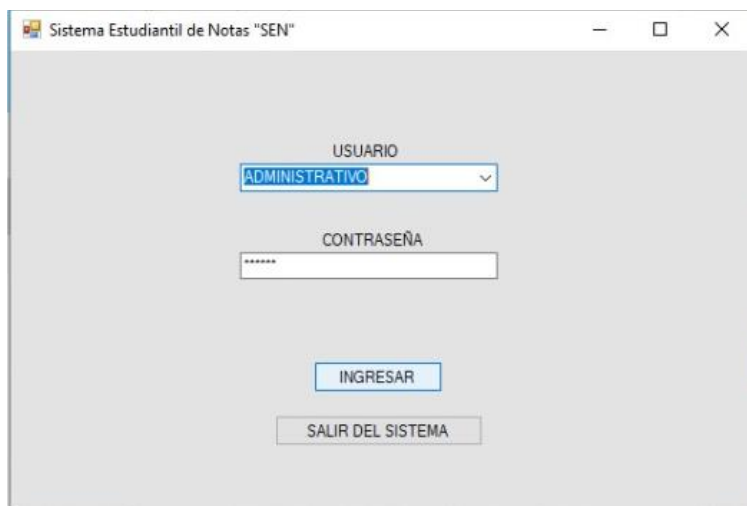 Sistema Estudiantil de Notas "SEN"
USUARIO
ADMINISTRATIVO
CONTRASEÑA
******
INGRESAR
SALIR DEL SISTEMA